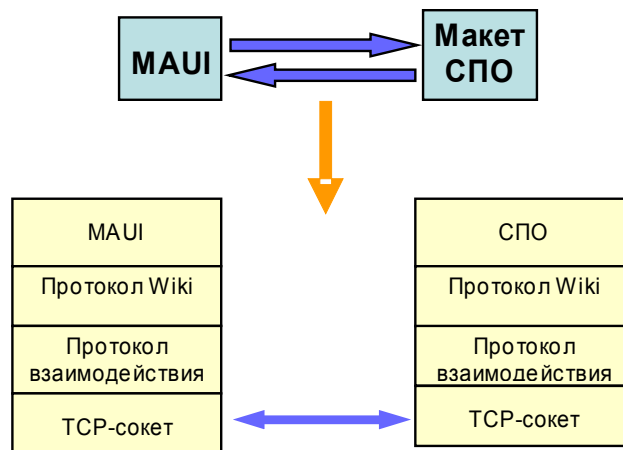 MAUI
Макет
СПО
MAUI
Протокол Wiki
Протокол
взаимодействия
TCP-сокет
СПО
Протокол Wiki
Протокол
взаимодействия
TCP-сокет